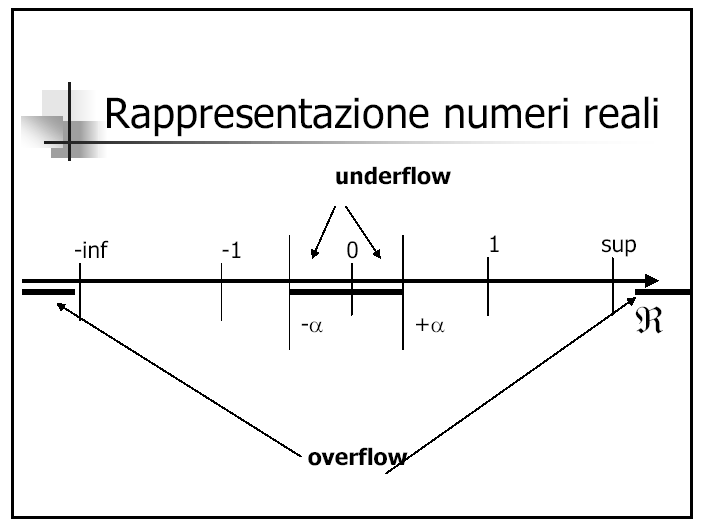 Rappresentazione numeri reali
underflow
-inf -1 0 1 sup
-α +α ℜ
overflow